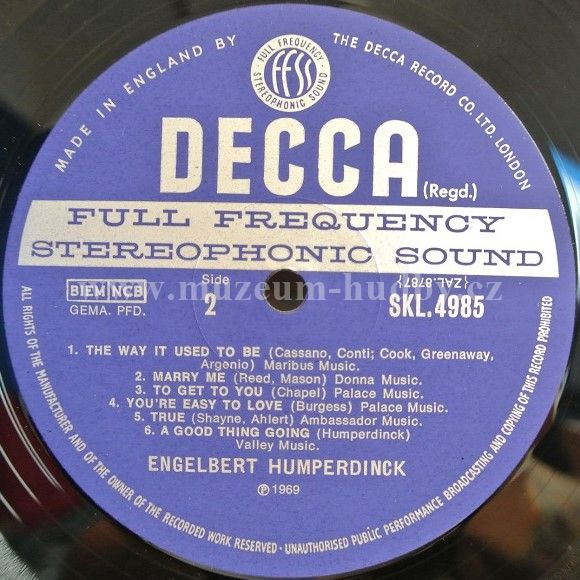 MADE IN ENGLAND BY THE DECCA RECORD CO. LTD. LONDON
FULL FREQUENCY STEREOPHONIC SOUND
FFSS
DECCA
(Regd.)
FULL FREQUENCY
STEREOPHONIC SOUND
BIEM/NCB
GEMA. PFD.
Side
2
{ZAL.8787}
SKL.4985
www.muzeum-hudby.cz
1. THE WAY IT USED TO BE (Cassano, Conti; Cook, Greenaway,
Argenio) Maribus Music.
2. MARRY ME (Reed, Mason) Donna Music.
3. TO GET TO YOU (Chapel) Palace Music.
4. YOU'RE EASY TO LOVE (Burgess) Palace Music.
5. TRUE (Shayne, Ahlert) Ambassador Music.
6. A GOOD THING GOING (Humperdinck)
Valley Music.
ENGELBERT HUMPERDINCK
Ⓟ 1969
ALL RIGHTS OF THE MANUFACTURER AND OF THE OWNER OF THE RECORDED WORK RESERVED · UNAUTHORISED PUBLIC PERFORMANCE BROADCASTING AND COPYING OF THIS RECORD PROHIBITED